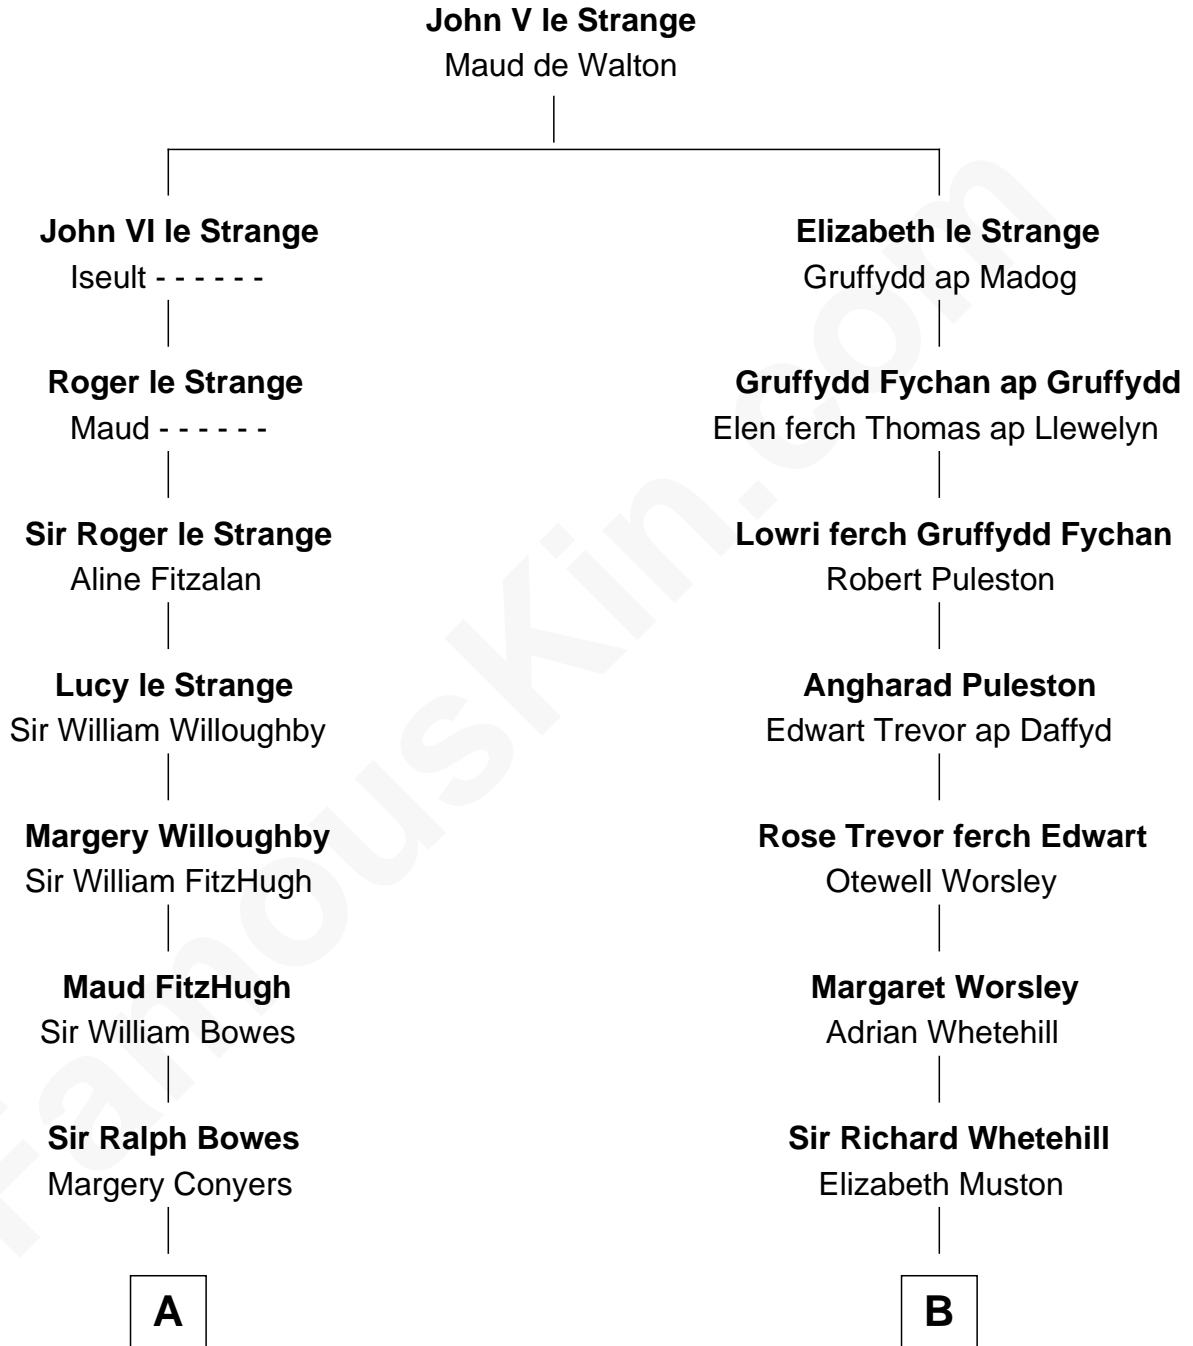 John V le Strange
Maud de Walton
John VI le Strange
Iseult - - - - - -
Elizabeth le Strange
Gruffydd ap Madog
Roger le Strange
Maud - - - - - -
Gruffydd Fychan ap Gruffydd
Elen ferch Thomas ap Llewelyn
Sir Roger le Strange
Aline Fitzalan
Lowri ferch Gruffydd Fychan
Robert Puleston
Lucy le Strange
Sir William Willoughby
Angharad Puleston
Edwart Trevor ap Daffyd
Margery Willoughby
Sir William FitzHugh
Rose Trevor ferch Edwart
Otewell Worsley
Maud FitzHugh
Sir William Bowes
Margaret Worsley
Adrian Whetehill
Sir Ralph Bowes
Margery Conyers
Sir Richard Whetehill
Elizabeth Muston
A
B
FamousKin.com